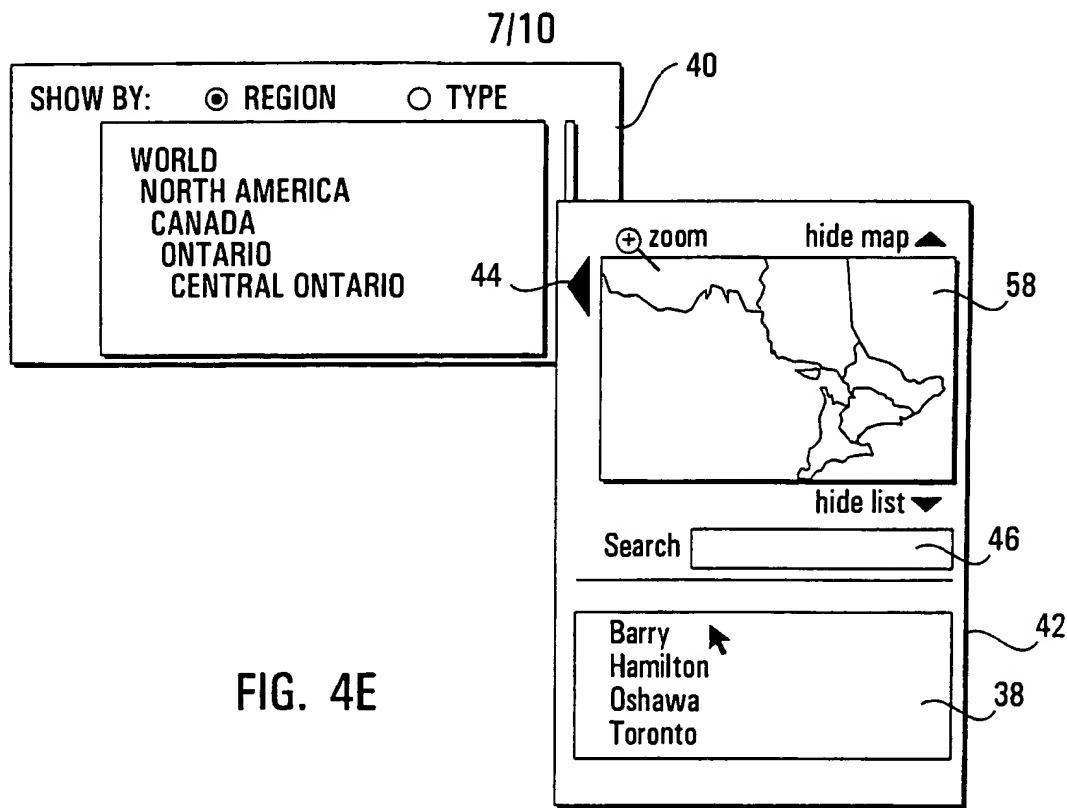 7/10
40
SHOW BY: REGION TYPE
WORLD
NORTH AMERICA
CANADA
ONTARIO
CENTRAL ONTARIO
44
zoom hide map
58
hide list
Search
46
Barry
Hamilton
Oshawa
Toronto
42
38
FIG. 4E